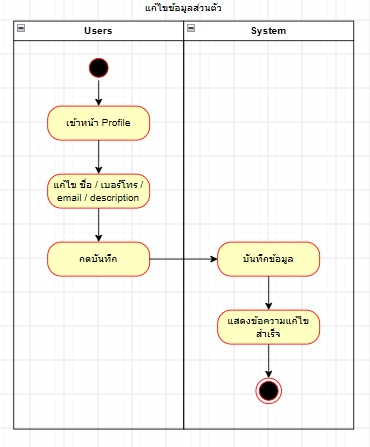 แก้ไขข้อมูลส่วนตัว
Users
System
เข้าหน้า Profile
แก้ไข ชื่อ / เบอร์โทร /
email / description
กดบันทึก
บันทึกข้อมูล
แสดงข้อความแก้ไข
สำเร็จ